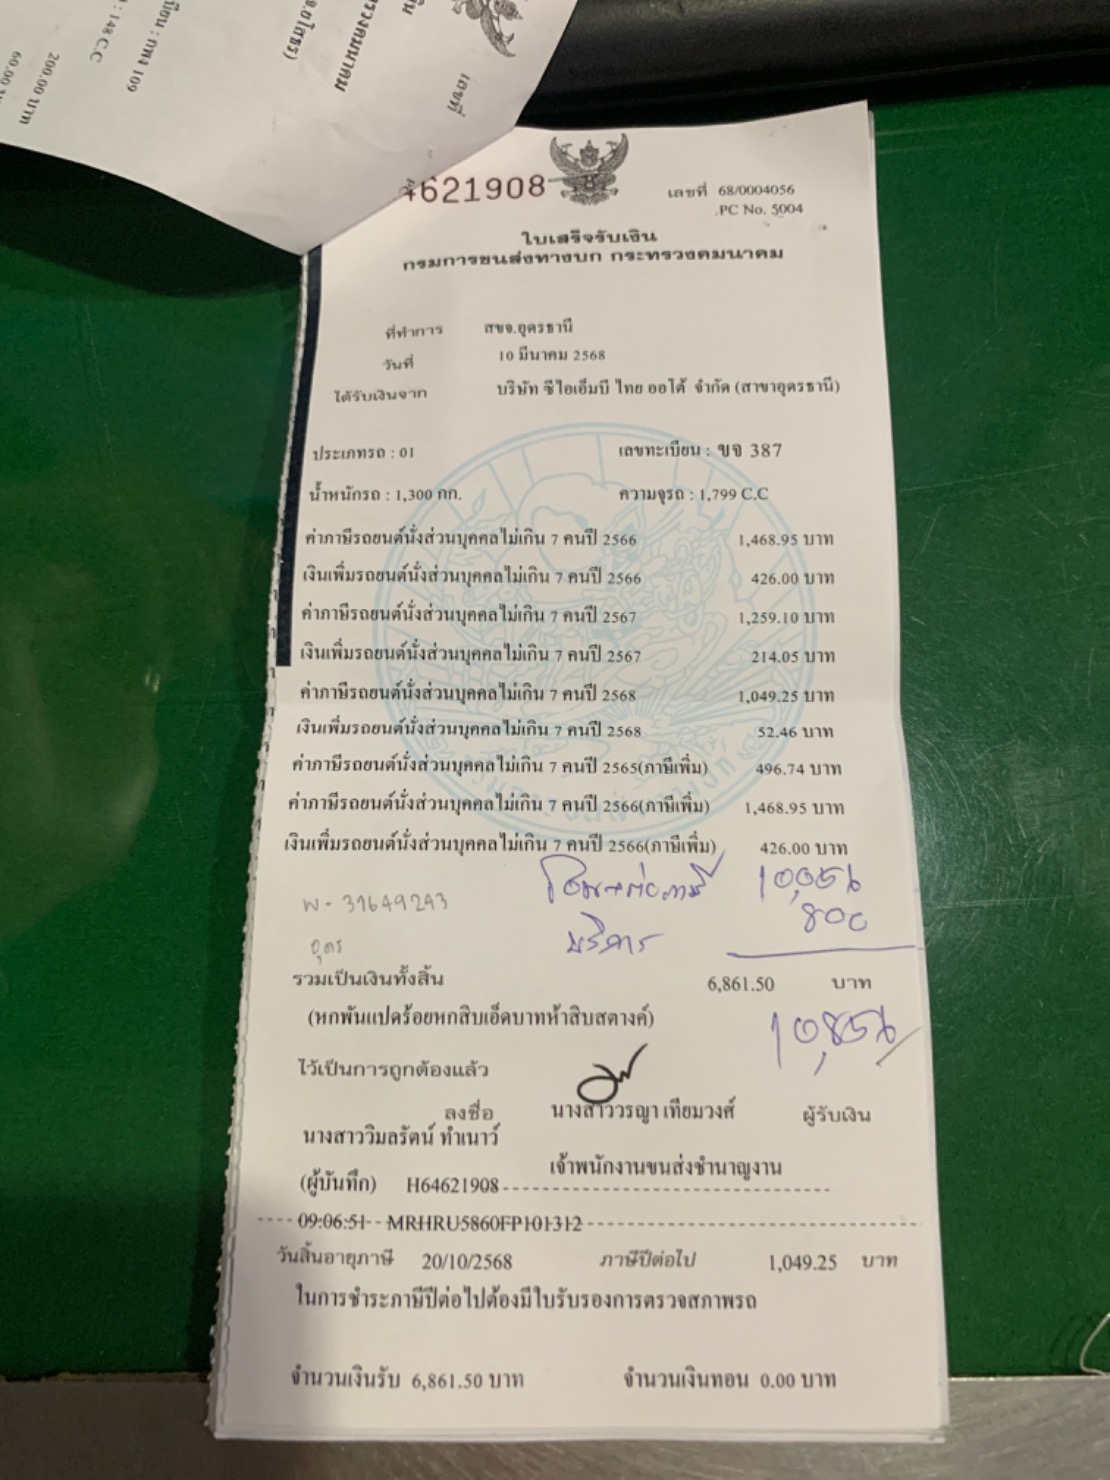 เลขที่
รวงคมนาคม
.ยโสธร)
เบียน : กพง 109
: 148 C.C
200.00 บาท
60.00
621908
เลขที่ 68/0004056
.PC No. 5004
ใบเสร็จรับเงิน
กรมการขนส่งทางบก กระทรวงคมนาคม
ที่ทำการ สขจ.อุดรธานี
วันที่ 10 มีนาคม 2568
ได้รับเงินจาก บริษัท ซีไอเอ็มบี ไทย ออโต้ จำกัด (สาขาอุดรธานี)
ประเภทรถ : 01 เลขทะเบียน : ขจ 387
น้ำหนักรถ : 1,300 กก. ความจุรถ : 1,799 C.C
ค่าภาษีรถยนต์นั่งส่วนบุคคลไม่เกิน 7 คนปี 2566 1,468.95 บาท
เงินเพิ่มรถยนต์นั่งส่วนบุคคลไม่เกิน 7 คนปี 2566 426.00 บาท
ค่าภาษีรถยนต์นั่งส่วนบุคคลไม่เกิน 7 คนปี 2567 1,259.10 บาท
เงินเพิ่มรถยนต์นั่งส่วนบุคคลไม่เกิน 7 คนปี 2567 214.05 บาท
ค่าภาษีรถยนต์นั่งส่วนบุคคลไม่เกิน 7 คนปี 2568 1,049.25 บาท
เงินเพิ่มรถยนต์นั่งส่วนบุคคลไม่เกิน 7 คนปี 2568 52.46 บาท
ค่าภาษีรถยนต์นั่งส่วนบุคคลไม่เกิน 7 คนปี 2565(ภาษีเพิ่ม) 496.74 บาท
ค่าภาษีรถยนต์นั่งส่วนบุคคลไม่เกิน 7 คนปี 2566(ภาษีเพิ่ม) 1,468.95 บาท
เงินเพิ่มรถยนต์นั่งส่วนบุคคลไม่เกิน 7 คนปี 2566(ภาษีเพิ่ม) 426.00 บาท
W - 31649243
800
อุดร บริการ
รวมเป็นเงินทั้งสิ้น 6,861.50 บาท
(หกพันแปดร้อยหกสิบเอ็ดบาทห้าสิบสตางค์)
ไว้เป็นการถูกต้องแล้ว
ลงชื่อ นางสาววรญา เทียมวงศ์ ผู้รับเงิน
นางสาววิมลรัตน์ ทำเนาว์
เจ้าพนักงานขนส่งชำนาญงาน
(ผู้บันทึก) H64621908
09:06:51 MRHRU5860FP101312
วันสิ้นอายุภาษี 20/10/2568 ภาษีปีต่อไป 1,049.25 บาท
ในการชำระภาษีปีต่อไปต้องมีใบรับรองการตรวจสภาพรถ
จำนวนเงินรับ 6,861.50 บาท จำนวนเงินทอน 0.00 บาท